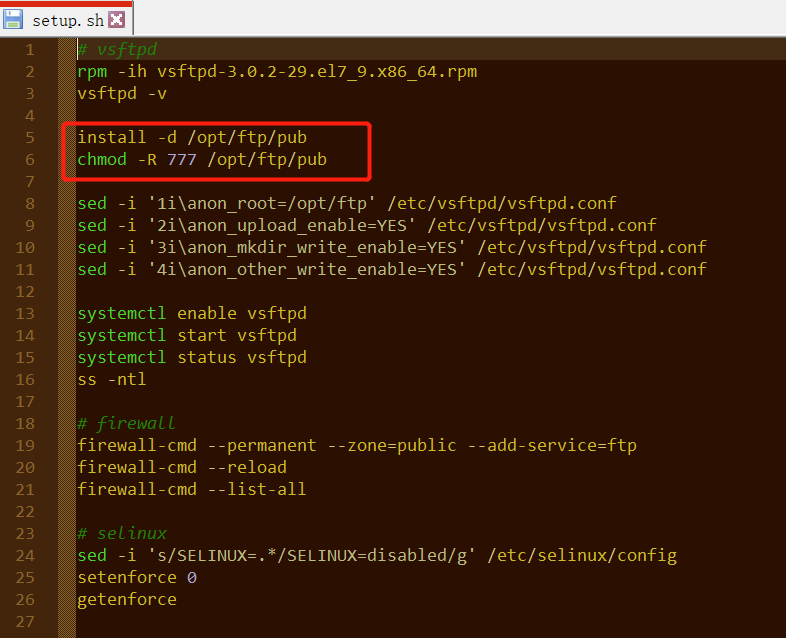 setup.sh
1 # vsftpd
2 rpm -ih vsftpd-3.0.2-29.el7_9.x86_64.rpm
3 vsftpd -v
4
5 install -d /opt/ftp/pub
6 chmod -R 777 /opt/ftp/pub
7
8 sed -i '1i\anon_root=/opt/ftp' /etc/vsftpd/vsftpd.conf
9 sed -i '2i\anon_upload_enable=YES' /etc/vsftpd/vsftpd.conf
10 sed -i '3i\anon_mkdir_write_enable=YES' /etc/vsftpd/vsftpd.conf
11 sed -i '4i\anon_other_write_enable=YES' /etc/vsftpd/vsftpd.conf
12
13 systemctl enable vsftpd
14 systemctl start vsftpd
15 systemctl status vsftpd
16 ss -ntl
17
18 # firewall
19 firewall-cmd --permanent --zone=public --add-service=ftp
20 firewall-cmd --reload
21 firewall-cmd --list-all
22
23 # selinux
24 sed -i 's/SELINUX=.*/SELINUX=disabled/g' /etc/selinux/config
25 setenforce 0
26 getenforce
27